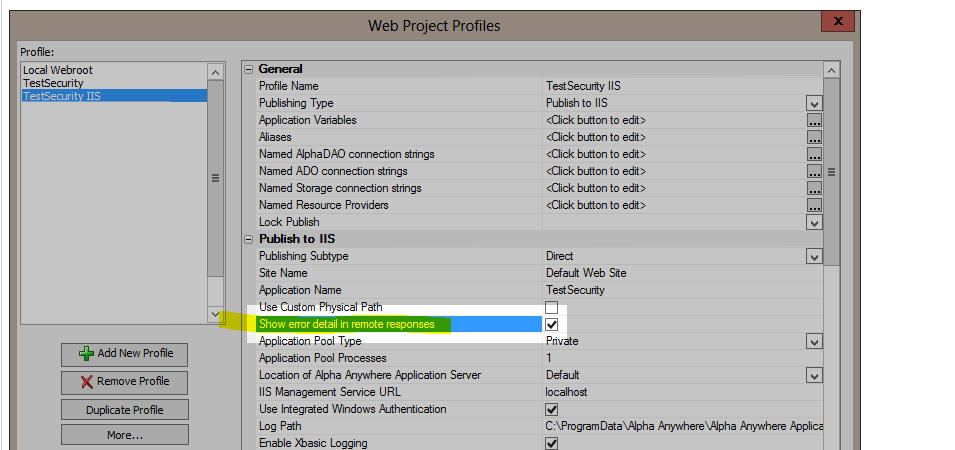 Web Project Profiles
X
Profile:
Local Webroot
TestSecurity
TestSecurity IIS
Add New Profile
Remove Profile
Duplicate Profile
More...
General
Profile Name TestSecurity IIS
Publishing Type Publish to IIS
Application Variables <Click button to edit>
Aliases <Click button to edit>
Named AlphaDAO connection strings <Click button to edit>
Named ADO connection strings <Click button to edit>
Named Storage connection strings <Click button to edit>
Named Resource Providers <Click button to edit>
Lock Publish
Publish to IIS
Publishing Subtype Direct
Site Name Default Web Site
Application Name TestSecurity
Use Custom Physical Path
Show error detail in remote responses
Application Pool Type Private
Application Pool Processes 1
Location of Alpha Anywhere Application Server Default
IIS Management Service URL localhost
Use Integrated Windows Authentication
Log Path C:\ProgramData\Alpha Anywhere\Alpha Anywhere Applica
Enable Xbasic Logging